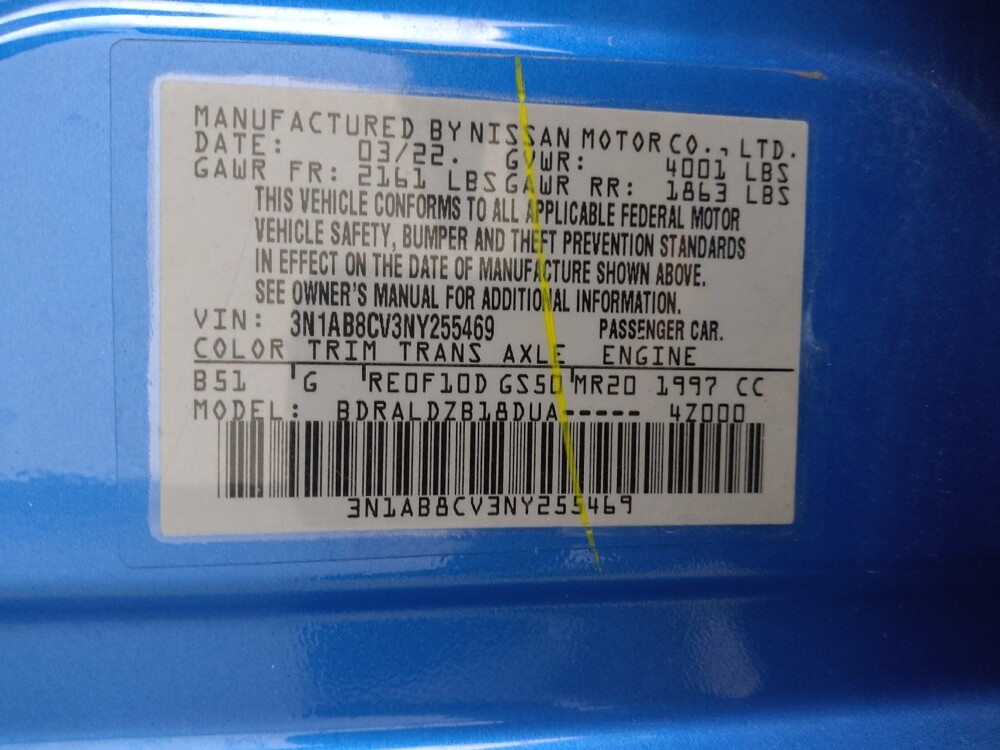 MANUFACTURED BY NISSAN MOTOR CO., LTD.
DATE: 03/22. GVWR: 4001 LBS
GAWR FR: 2161 LBS GAWR RR: 1863 LBS
THIS VEHICLE CONFORMS TO ALL APPLICABLE FEDERAL MOTOR
VEHICLE SAFETY, BUMPER AND THEFT PREVENTION STANDARDS
IN EFFECT ON THE DATE OF MANUFACTURE SHOWN ABOVE.
SEE OWNER'S MANUAL FOR ADDITIONAL INFORMATION.
VIN: 3N1AB8CV3NY255469 PASSENGER CAR.
COLOR TRIM TRANS AXLE ENGINE
B51 G RE0F10D GS50 MR20 1997 CC
MODEL: BDRALDZB18DUA----- 4Z000
3N1AB8CV3NY255469